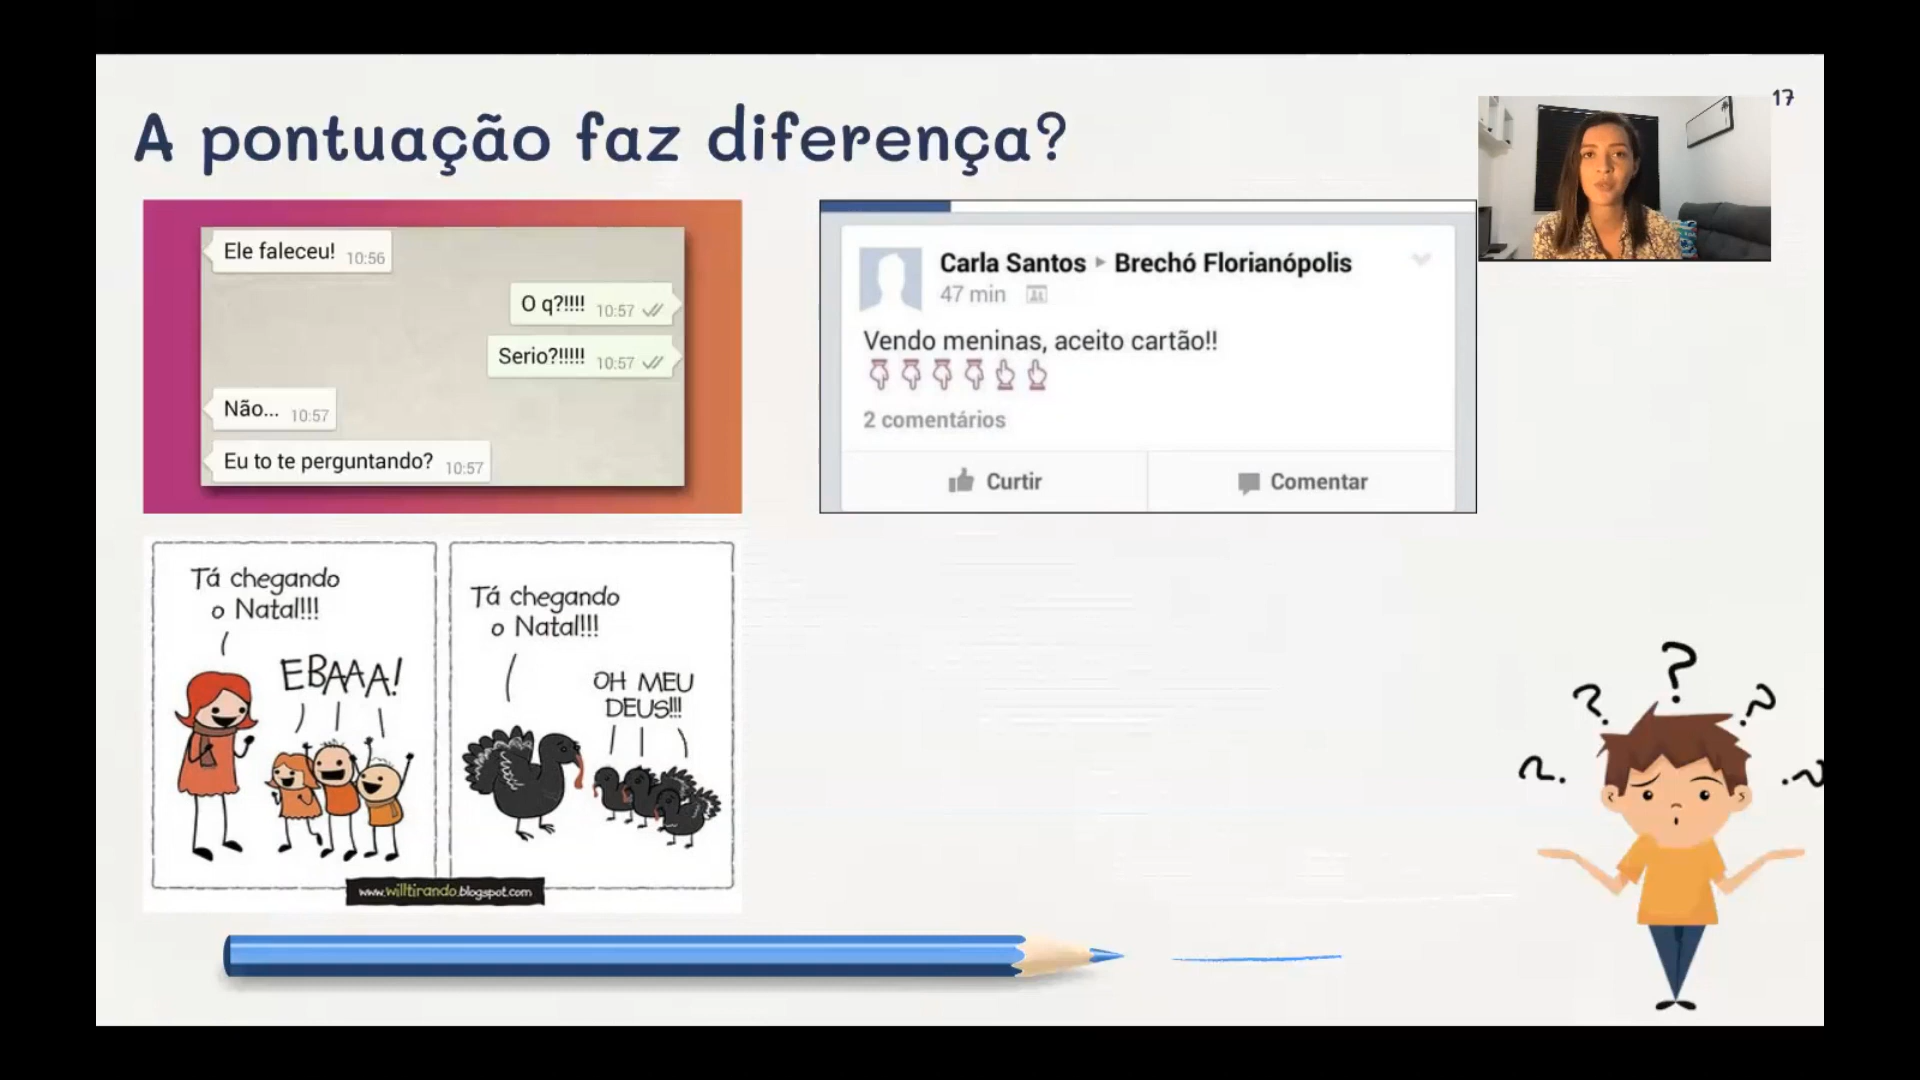 17
A pontuação faz diferença?
Ele faleceu! 10:56
O q?!!!! 10:57
Serio?!!!!! 10:57
Não... 10:57
Eu to te perguntando? 10:57
Carla Santos ▸ Brechó Florianópolis
47 min
Vendo meninas, aceito cartão!!
2 comentários
Curtir
Comentar
Tá chegando
o Natal!!!
EBAAA!
Tá chegando
o Natal!!!
OH MEU
DEUS!!!
www.willtirando.blogspot.com
? ? ? ? ?